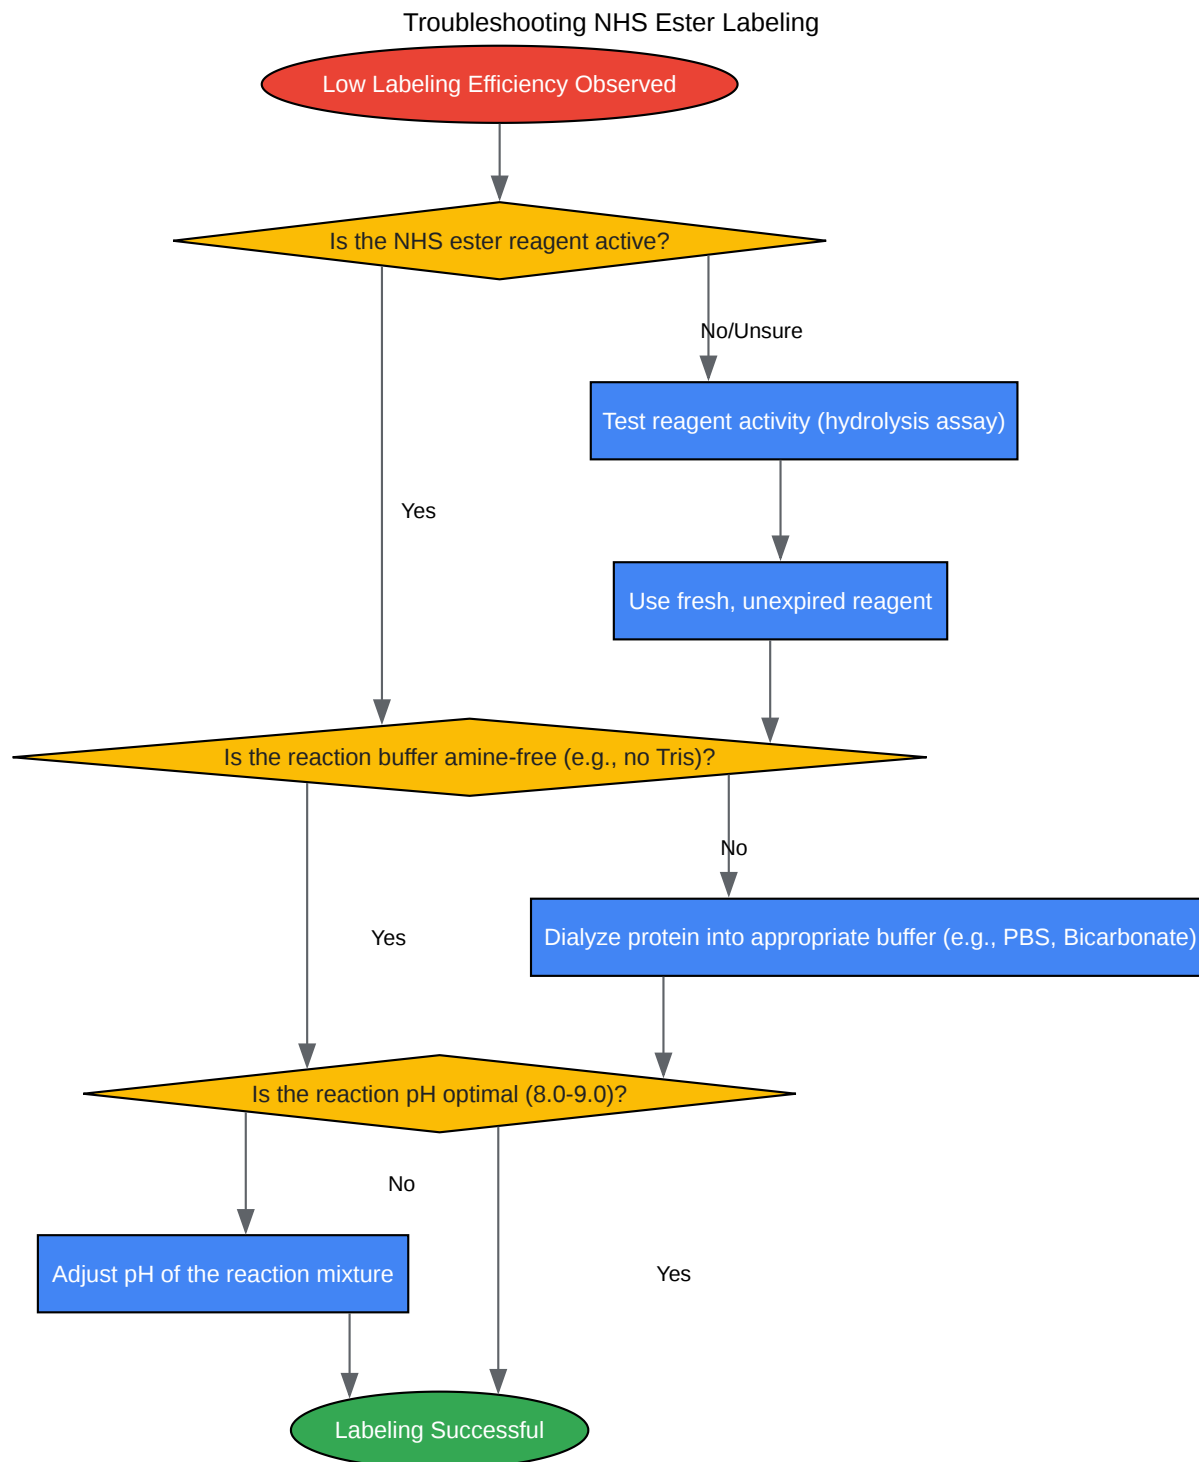 Troubleshooting NHS Ester Labeling
Low Labeling Efficiency Observed
Is the NHS ester reagent active?
No/Unsure
Test reagent activity (hydrolysis assay)
Yes
Use fresh, unexpired reagent
Is the reaction buffer amine-free (e.g., no Tris)?
No
Yes
Dialyze protein into appropriate buffer (e.g., PBS, Bicarbonate)
Is the reaction pH optimal (8.0-9.0)?
No
Adjust pH of the reaction mixture
Yes
Labeling Successful